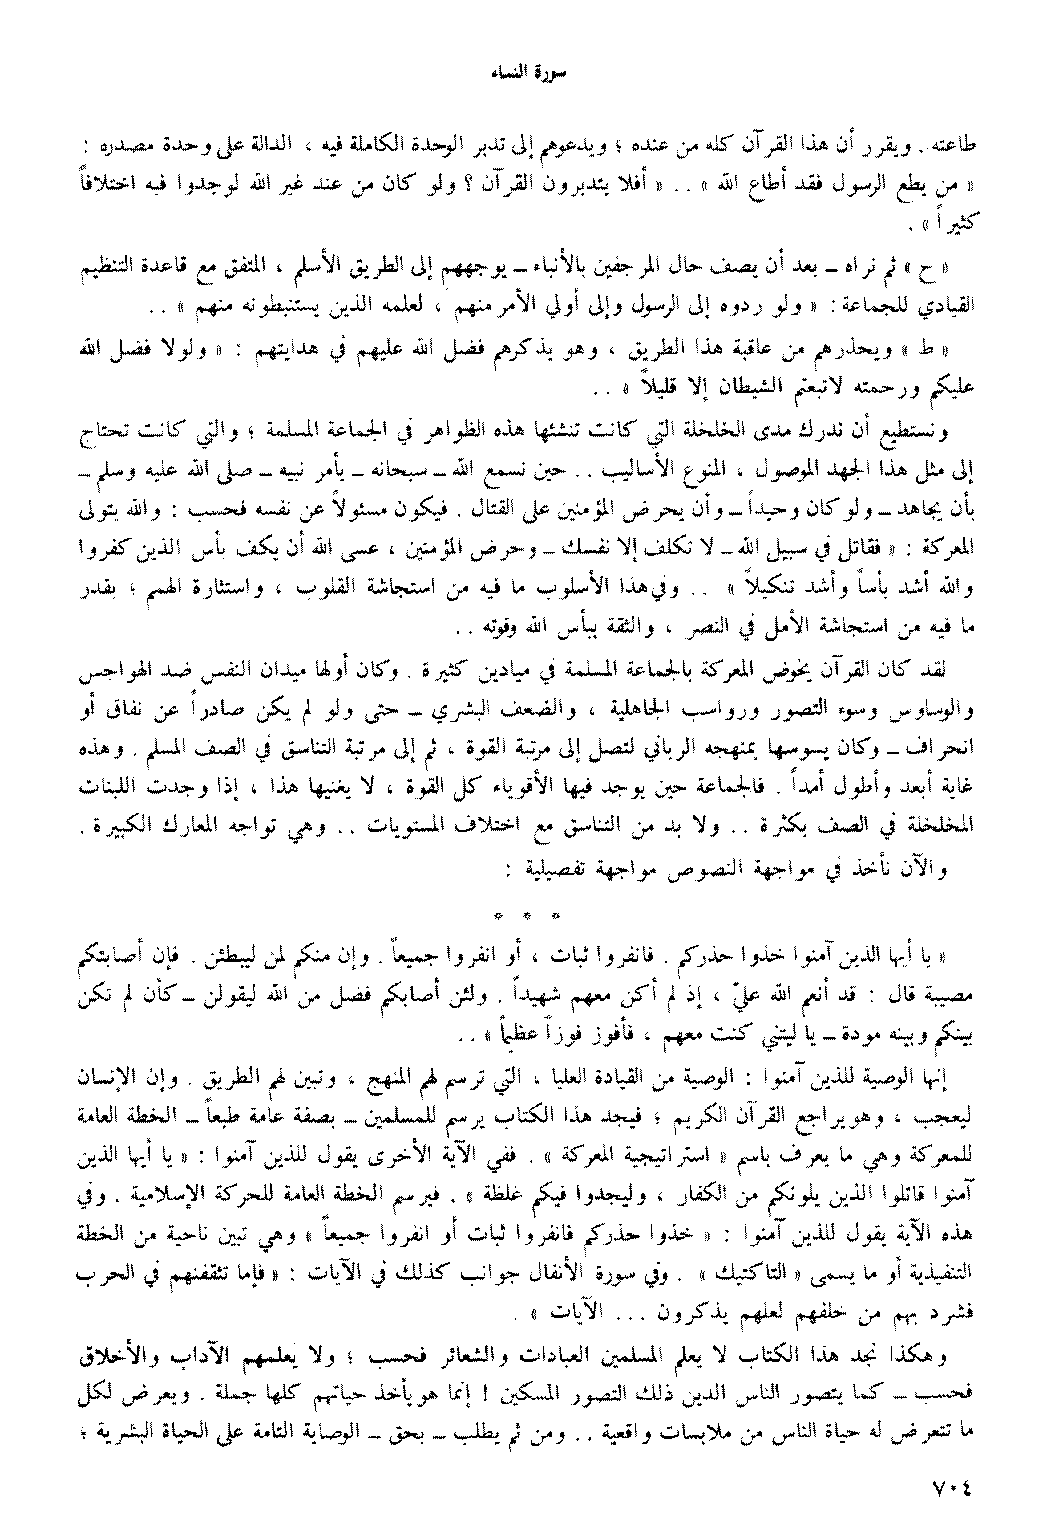 سورة النساء
طاعته . ويقرر أن هذا القرآن كله من عنده ؛ ويدعوهم إلى تدبر الوحدة الكاملة فيه ، الدالة على وحدة مصدره :
« من يطع الرسول فقد أطاع الله » .. « أفلا يتدبرون القرآن ؟ ولو كان من عند غير الله لوجدوا فيه اختلافاً
كثيراً » .
« ح » ثم نراه – بعد أن يصف حال المرجفين بالأنباء – يوجههم إلى الطريق الأسلم ، المتفق مع قاعدة التنظيم
القيادي للجماعة : « ولو ردوه إلى الرسول وإلى أولي الأمر منهم ، لعلمه الذين يستنبطونه منهم » ..
« ط » ويحذرهم من عاقبة هذا الطريق ، وهو يذكرهم فضل الله عليهم في هدايتهم : « ولولا فضل الله
عليكم ورحمته لاتبعتم الشيطان إلا قليلاً » ..
ونستطيع أن ندرك مدى الخلخلة التي كانت تنشئها هذه الظواهر في الجماعة المسلمة ؛ والتي كانت تحتاج
إلى مثل هذا الجهد الموصول ، المنوع الأساليب .. حين نسمع الله – سبحانه – يأمر نبيه – صلى الله عليه وسلم –
بأن يجاهد – ولو كان وحيداً – وأن يحرض المؤمنين على القتال . فيكون مسئولاً عن نفسه فحسب : والله يتولى
المعركة : « فقاتل في سبيل الله – لا تكلف إلا نفسك – وحرض المؤمنين ، عسى الله أن يكف بأس الذين كفروا
والله أشد بأساً وأشد تنكيلاً » .. وفي هذا الأسلوب ما فيه من استجاشة القلوب ، واستثارة الهمم ؛ بقدر
ما فيه من استجاشة الأمل في النصر ، والثقة ببأس الله وقوته ..
لقد كان القرآن يخوض المعركة بالجماعة المسلمة في ميادين كثيرة . وكان أولها ميدان النفس ضد الهواجس
والوساوس وسوء التصور ورواسب الجاهلية ، والضعف البشري – حتى ولو لم يكن صادراً عن نفاق أو
انحراف – وكان يسوسها بمنهجه الرباني لتصل إلى مرتبة القوة ، ثم إلى مرتبة التناسق في الصف المسلم . وهذه
غاية أبعد وأطول أمداً . فالجماعة حين يوجد فيها الأقوياء كل القوة ، لا يغنيها هذا ، إذا وجدت اللبنات
المخلخلة في الصف بكثرة .. ولا بد من التناسق مع اختلاف المستويات .. وهي تواجه المعارك الكبيرة .
والآن نأخذ في مواجهة النصوص مواجهة تفصيلية :
* * *
« يا أيها الذين آمنوا خذوا حذركم . فانفروا ثبات ، أو انفروا جميعاً . وإن منكم لمن ليبطئن . فإن أصابتكم
مصيبة قال : قد أنعم الله عليّ ، إذ لم أكن معهم شهيداً . ولئن أصابكم فضل من الله ليقولن – كأن لم تكن
بينكم وبينه مودة – يا ليتني كنت معهم ، فأفوز فوزاً عظيماً » ..
إنها الوصية للذين آمنوا : الوصية من القيادة العليا ، التي ترسم لهم المنهج ، وتبين لهم الطريق . وإن الإنسان
ليعجب ، وهو يراجع القرآن الكريم ؛ فيجد هذا الكتاب يرسم للمسلمين – بصفة عامة طبعاً – الخطة العامة
للمعركة وهي ما يعرف باسم « استراتيجية المعركة » . ففي الآية الأخرى يقول للذين آمنوا : « يا أيها الذين
آمنوا قاتلوا الذين يلونكم من الكفار ، وليجدوا فيكم غلظة » . فيرسم الخطة العامة للحركة الإسلامية . وفي
هذه الآية يقول للذين آمنوا : « خذوا حذركم فانفروا ثبات أو انفروا جميعاً » وهي تبين ناحية من الخطة
التنفيذية أو ما يسمى « التاكتيك » . وفي سورة الأنفال جوانب كذلك في الآيات : « فإما تثقفنهم في الحرب
فشرد بهم من خلفهم لعلهم يذكرون ... الآيات » .
وهكذا نجد هذا الكتاب لا يعلم المسلمين العبادات والشعائر فحسب ؛ ولا يعلمهم الآداب والأخلاق
فحسب – كما يتصور الناس الدين ذلك التصور المسكين ! إنما هو يأخذ حياتهم كلها جملة . ويعرض لكل
ما تتعرض له حياة الناس من ملابسات واقعية .. ومن ثم يطلب – بحق – الوصاية التامة على الحياة البشرية ؛
٧٠٤